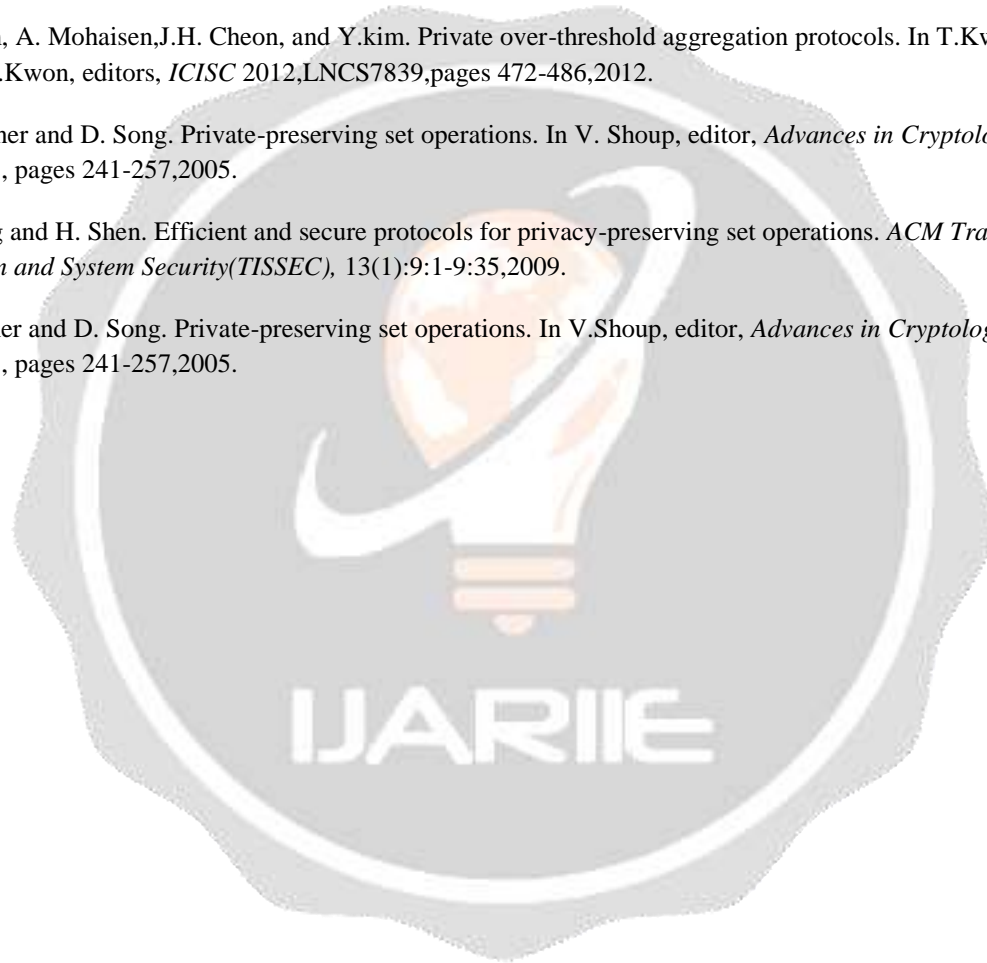 , A. Mohaisen,J.H. Cheon, and Y.kim. Private over-threshold aggregation protocols. In T.Kw
.Kwon, editors, ICISC 2012,LNCS7839,pages 472-486,2012.
ner and D. Song. Private-preserving set operations. In V. Shoup, editor, Advances in Cryptolo
, pages 241-257,2005.
g and H. Shen. Efficient and secure protocols for privacy-preserving set operations. ACM Tra
n and System Security(TISSEC), 13(1):9:1-9:35,2009.
ner and D. Song. Private-preserving set operations. In V.Shoup, editor, Advances in Cryptolog
, pages 241-257,2005.
IJARIIE